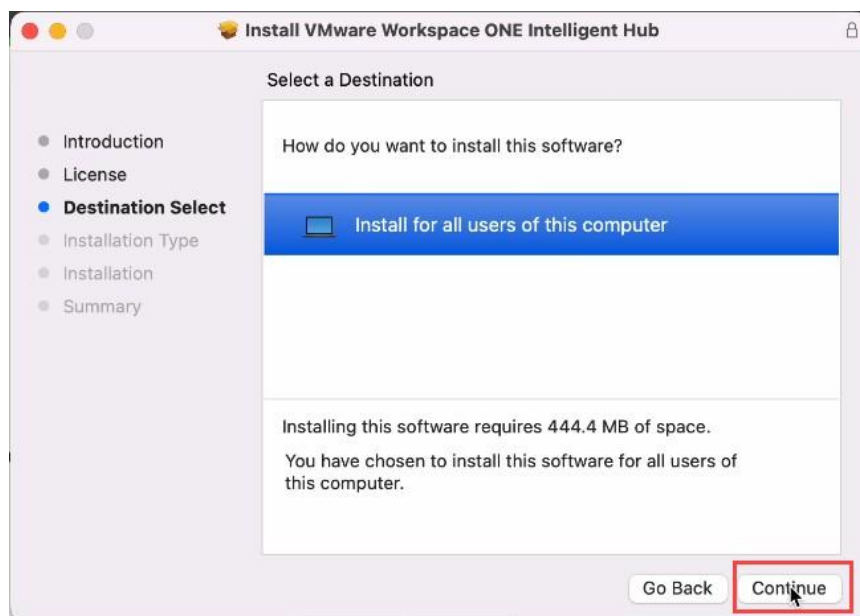 Install VMware Workspace ONE Intelligent Hub
Select a Destination
Introduction
License
Destination Select
Installation Type
Installation
Summary
How do you want to install this software?
Install for all users of this computer
Installing this software requires 444.4 MB of space.
You have chosen to install this software for all users of
this computer.
Go Back
Continue